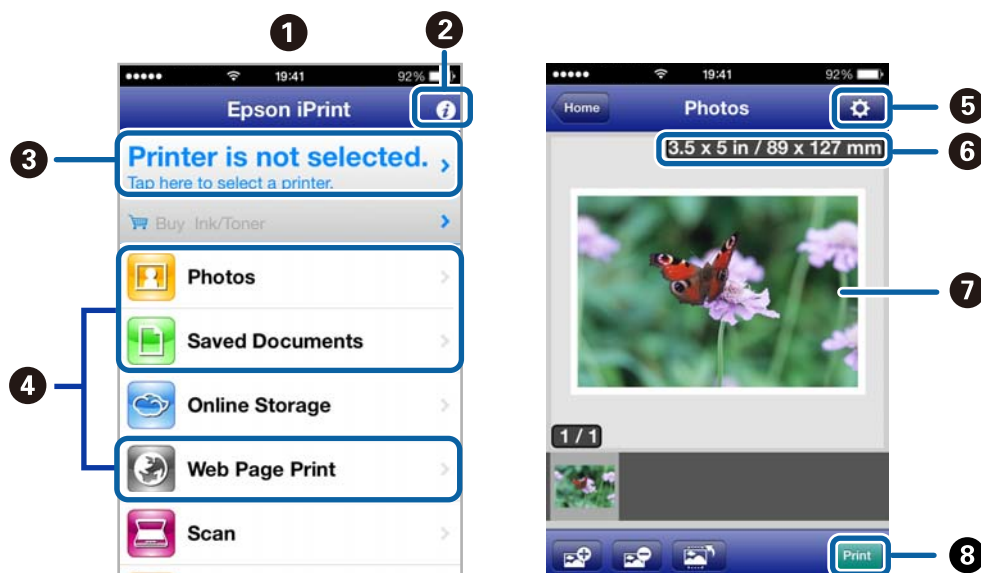 1
2
19:41
92%
Epson iPrint
3
Printer is not selected.
Tap here to select a printer.
Buy Ink/Toner
4
Photos
Saved Documents
Online Storage
Web Page Print
Scan
19:41
92%
Home
Photos
5
3.5 x 5 in / 89 x 127 mm
6
7
1 / 1
Print
8